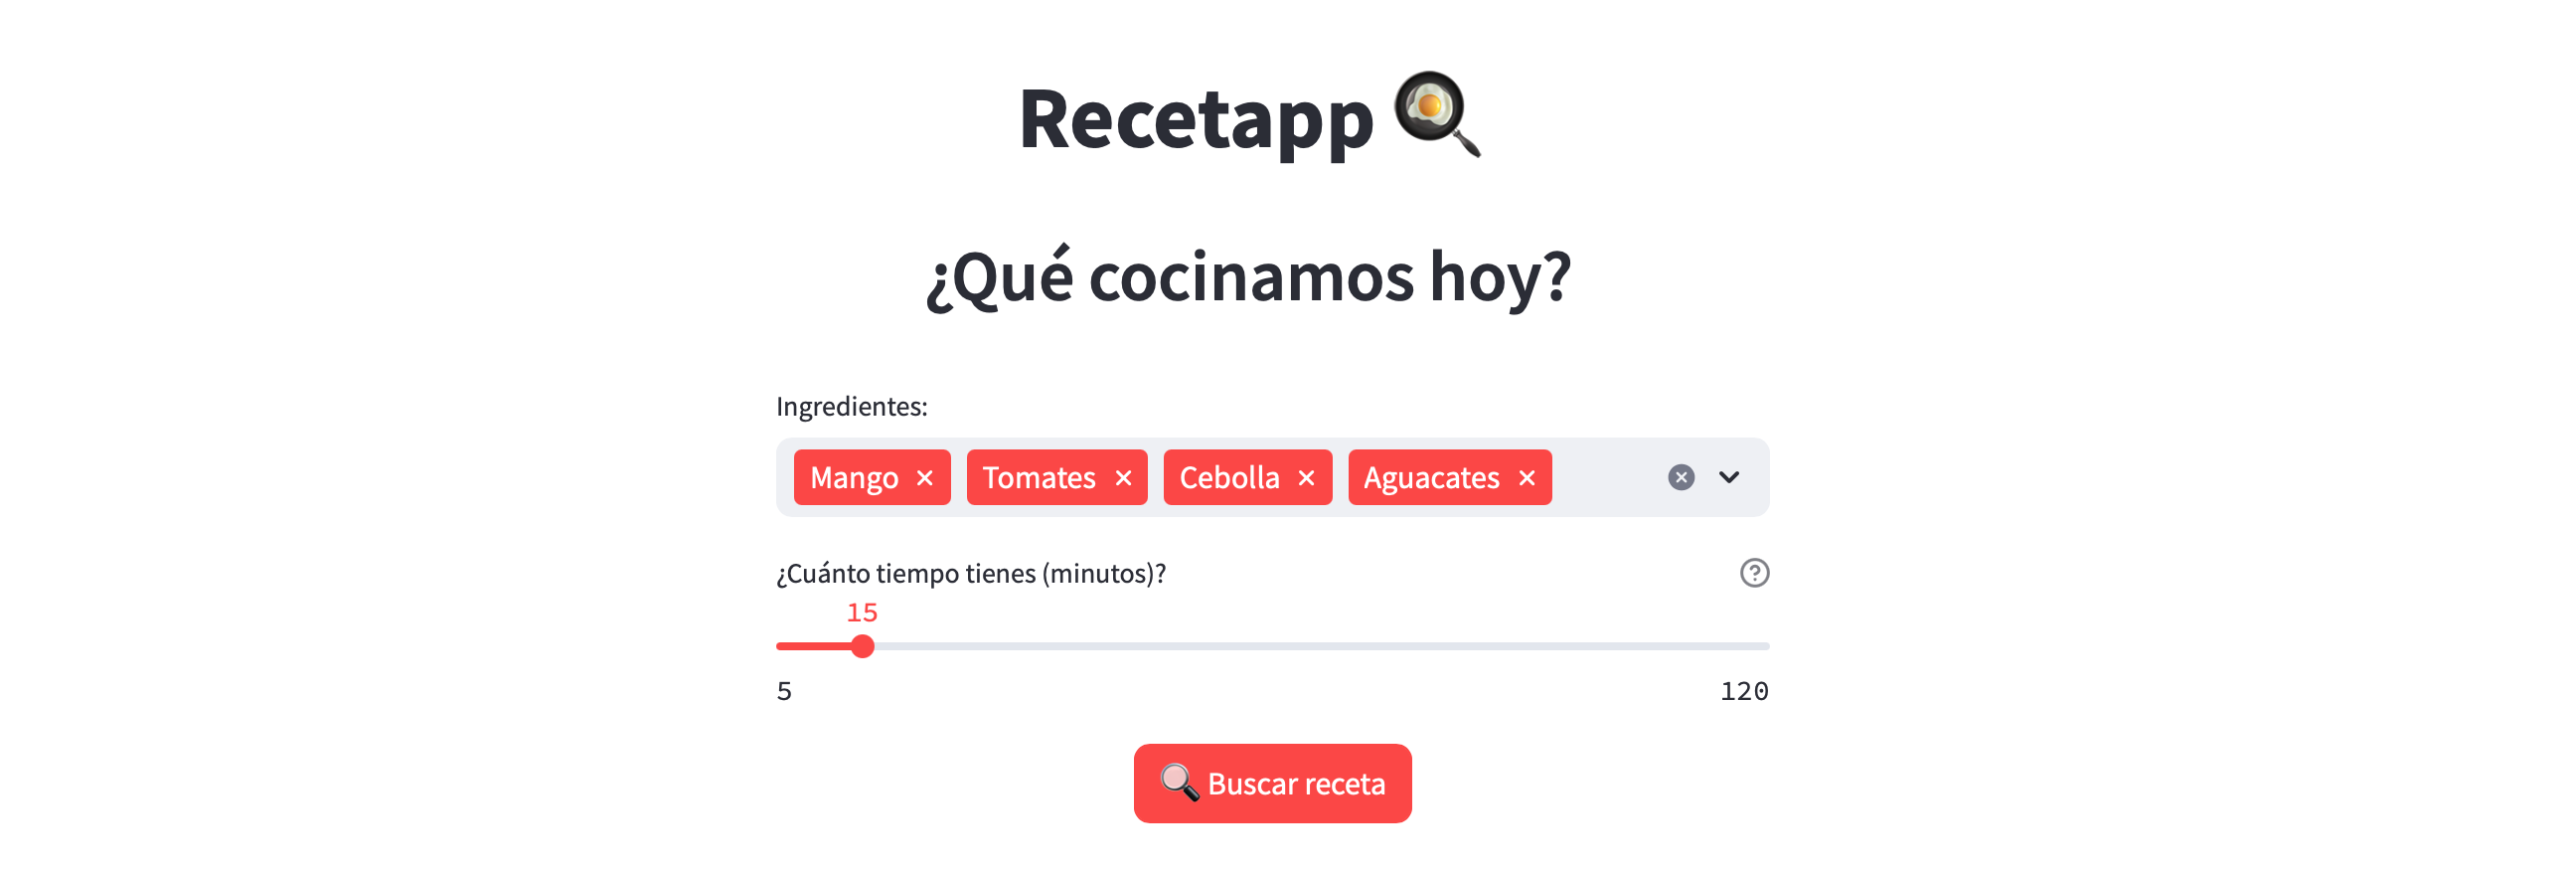 Recetapp
¿Qué cocinamos hoy?
Ingredientes:
Mango Tomates Cebolla Aguacates
¿Cuánto tiempo tienes (minutos)?
15
5 120
Buscar receta